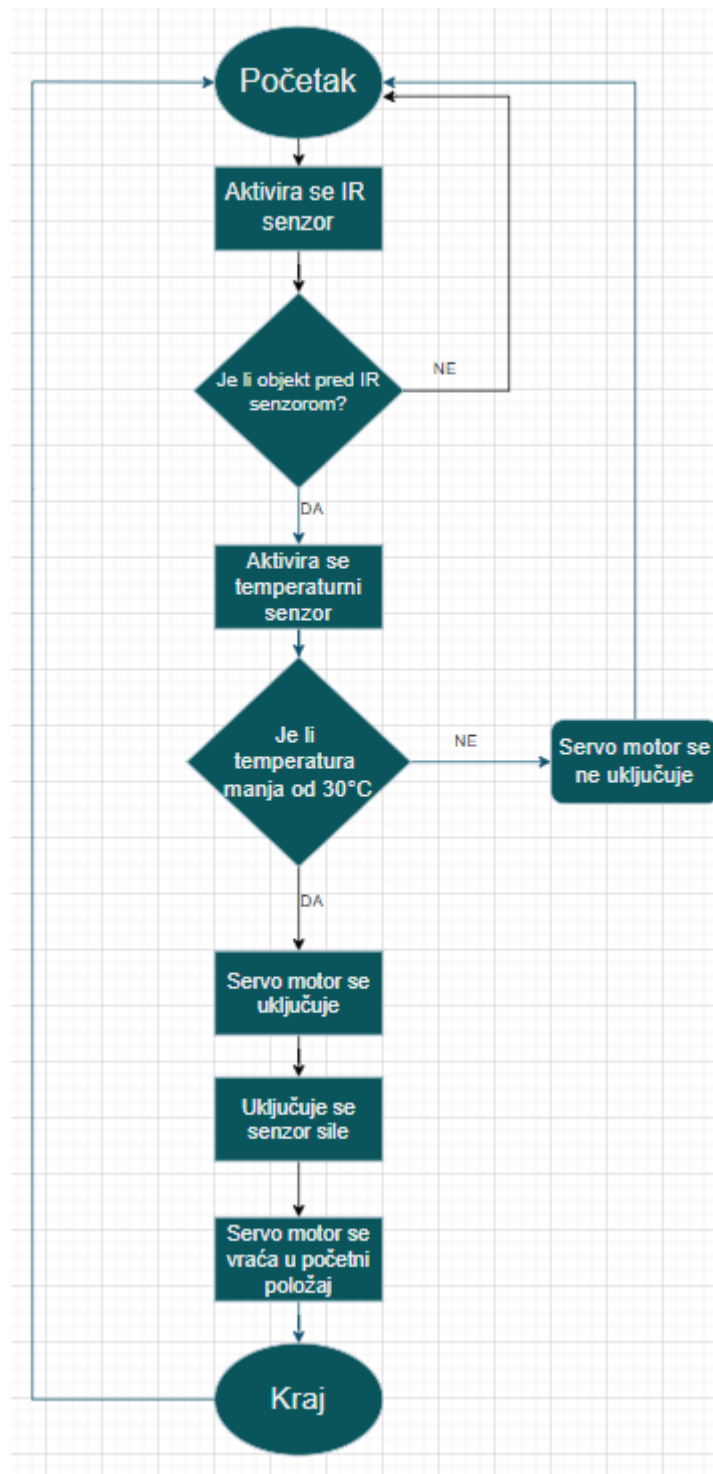 Početak
Aktivira se IR
senzor
Je li objekt pred IR
senzorom?
NE
DA
Aktivira se
temperaturni
senzor
Je li
temperatura
manja od 30°C
NE
Servo motor se
ne uključuje
DA
Servo motor se
uključuje
Uključuje se
senzor sile
Servo motor se
vraća u početni
položaj
Kraj